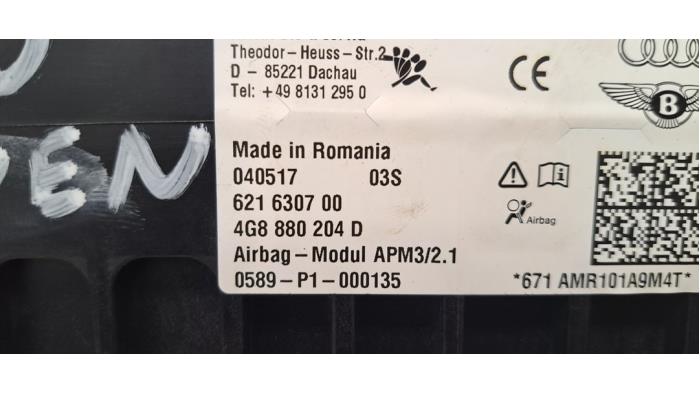 Theodor-Heuss-Str.2
D - 85221 Dachau
Tel: +49 8131 295 0
CE
B
Made in Romania
040517 03S
621 6307 00
4G8 880 204 D
Airbag-Modul APM3/2.1
0589-P1-000135
Airbag
*671 AMR101A9M4T*